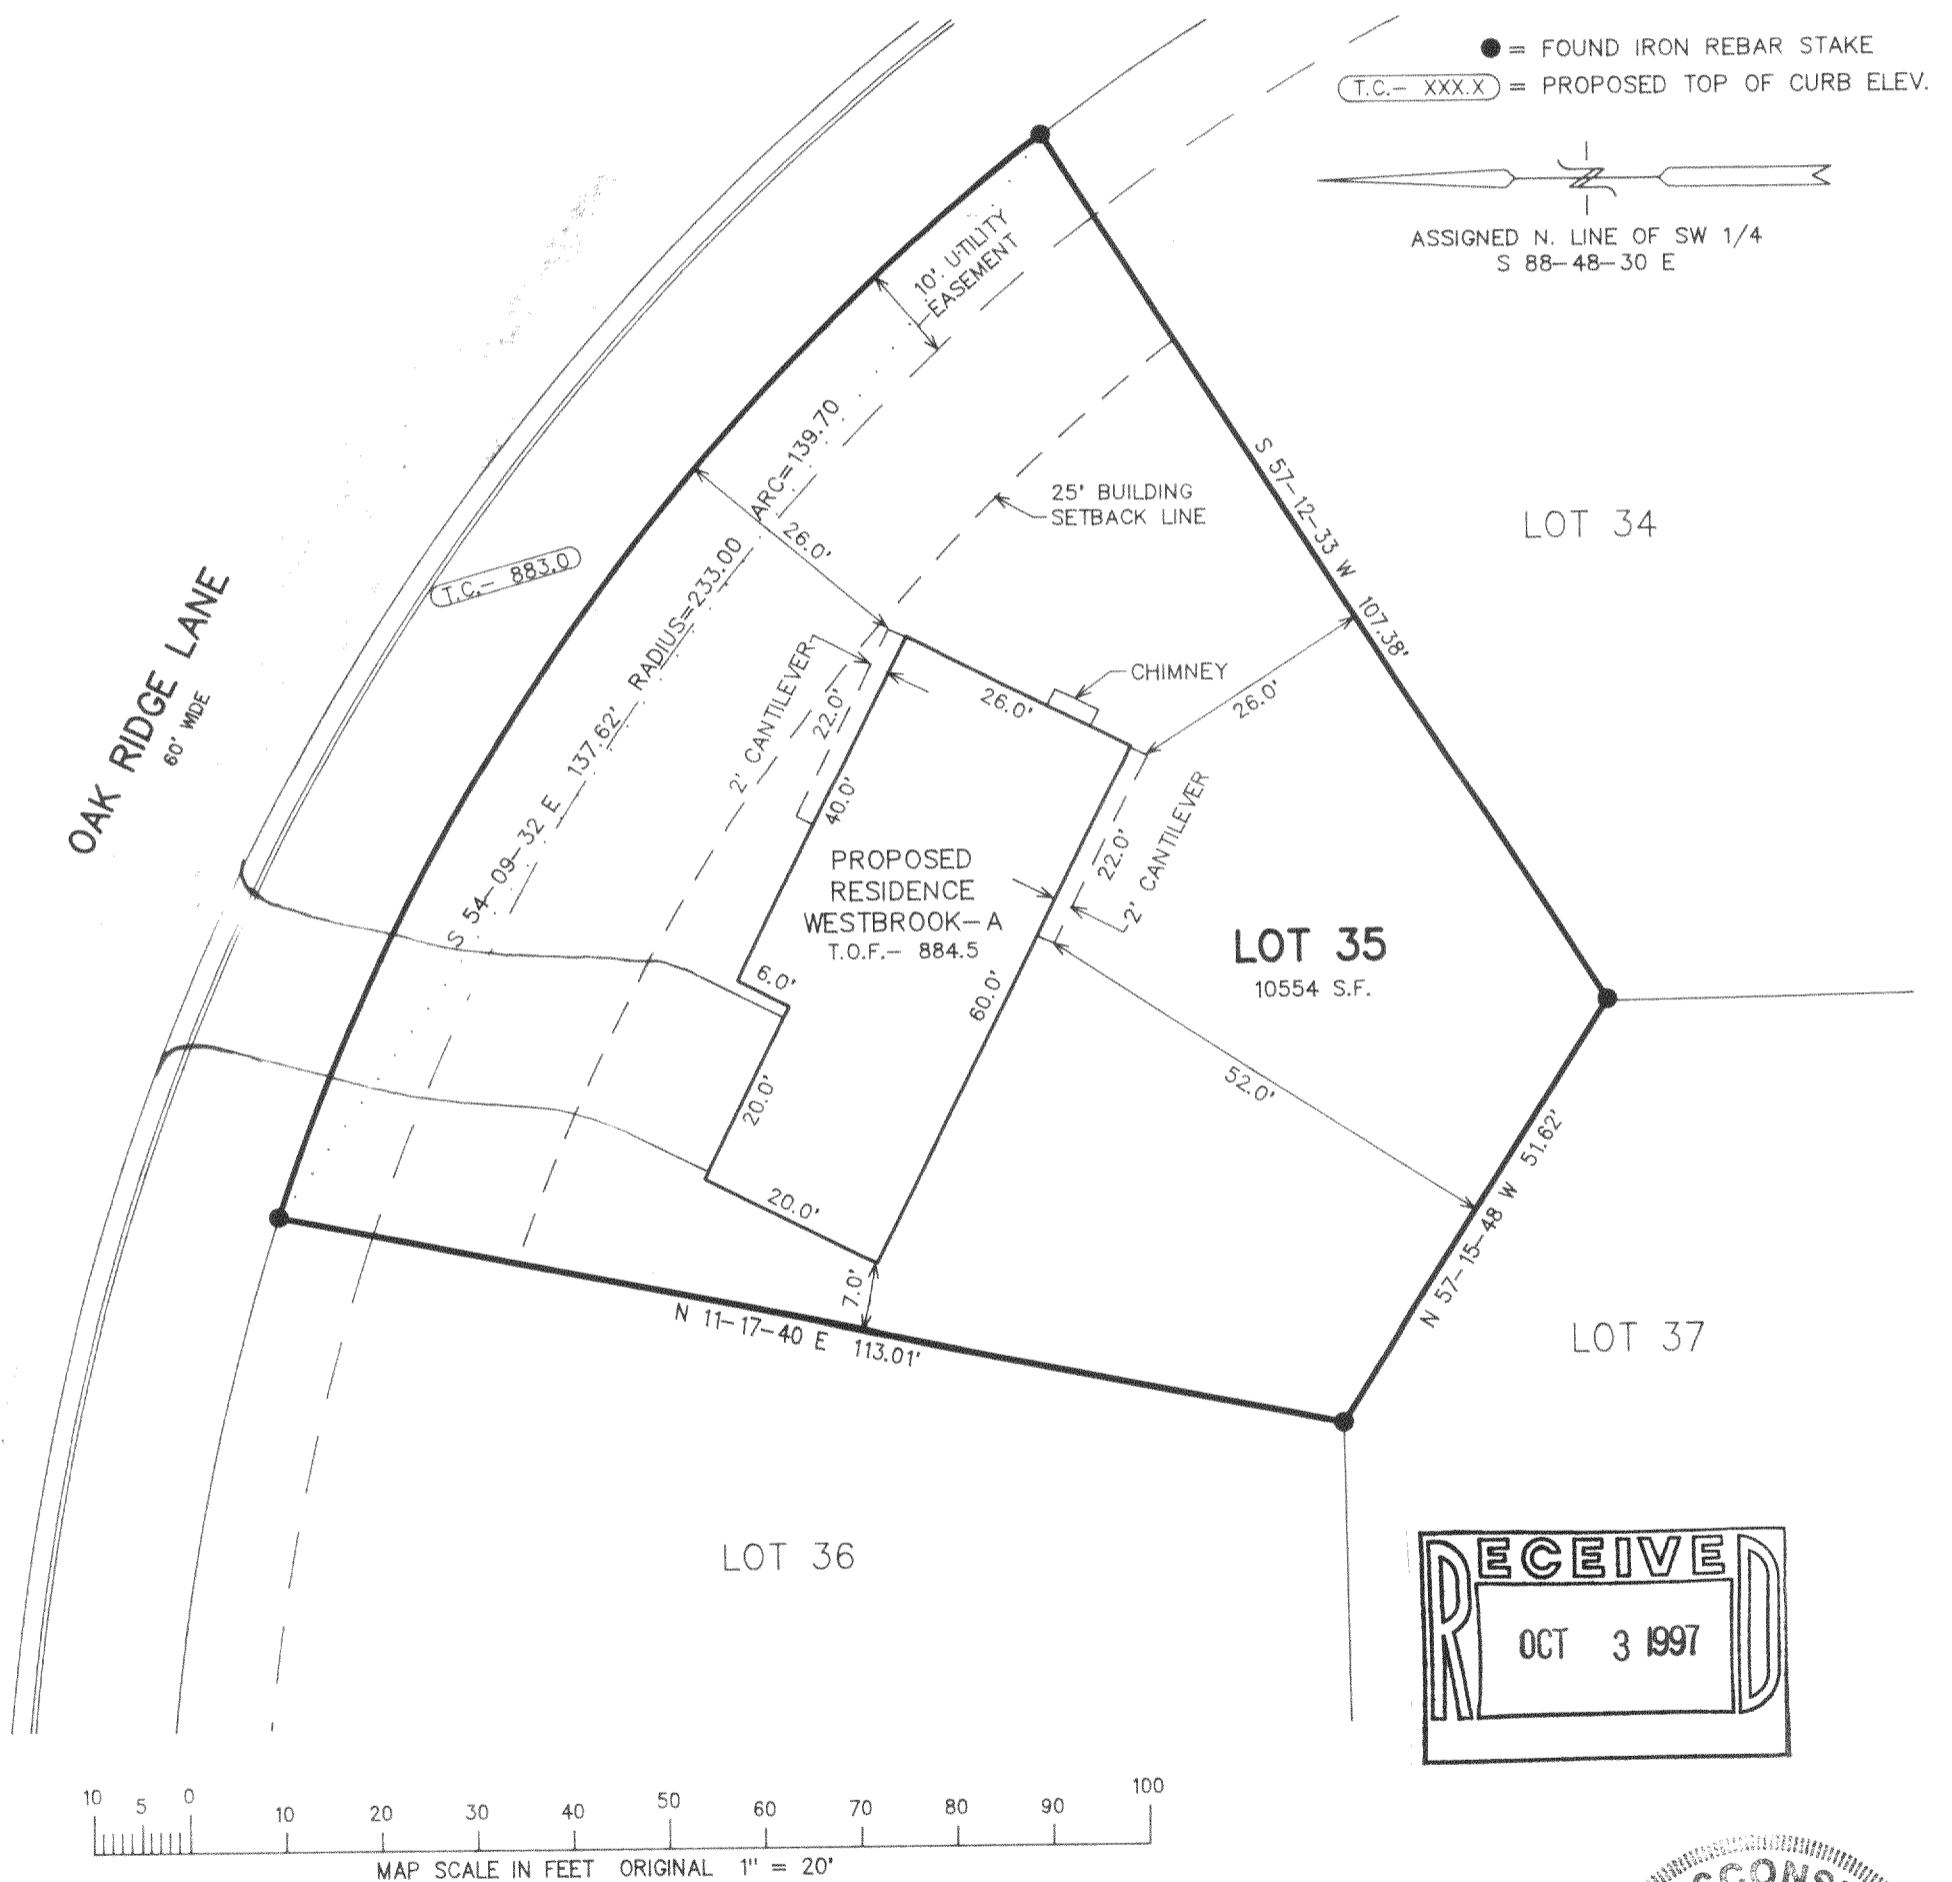 = FOUND IRON REBAR STAKE
T.C.– XXX.X = PROPOSED TOP OF CURB ELEV.
ASSIGNED N. LINE OF SW 1/4
S 88–48–30 E
10' UTILITY
EASEMENT
ARC=139.70
26.0'
25' BUILDING
SETBACK LINE
S 57–12–33 W 107.38'
LOT 34
T.C.– 883.0
OAK RIDGE LANE
60' WIDE
S 54–09–32 E 137.62' RADIUS=233.00
2' CANTILEVER
22.0'
26.0'
CHIMNEY
26.0'
40.0'
22.0'
2' CANTILEVER
PROPOSED
RESIDENCE
WESTBROOK–A
T.O.F.– 884.5
6.0'
60.0'
LOT 35
10554 S.F.
52.0'
20.0'
20.0'
7.0'
N 57–15–48 W 51.62'
N 11–17–40 E 113.01'
LOT 37
LOT 36
RECEIVED
OCT 3 1997
10 5 0 10 20 30 40 50 60 70 80 90 100
MAP SCALE IN FEET ORIGINAL 1" = 20'